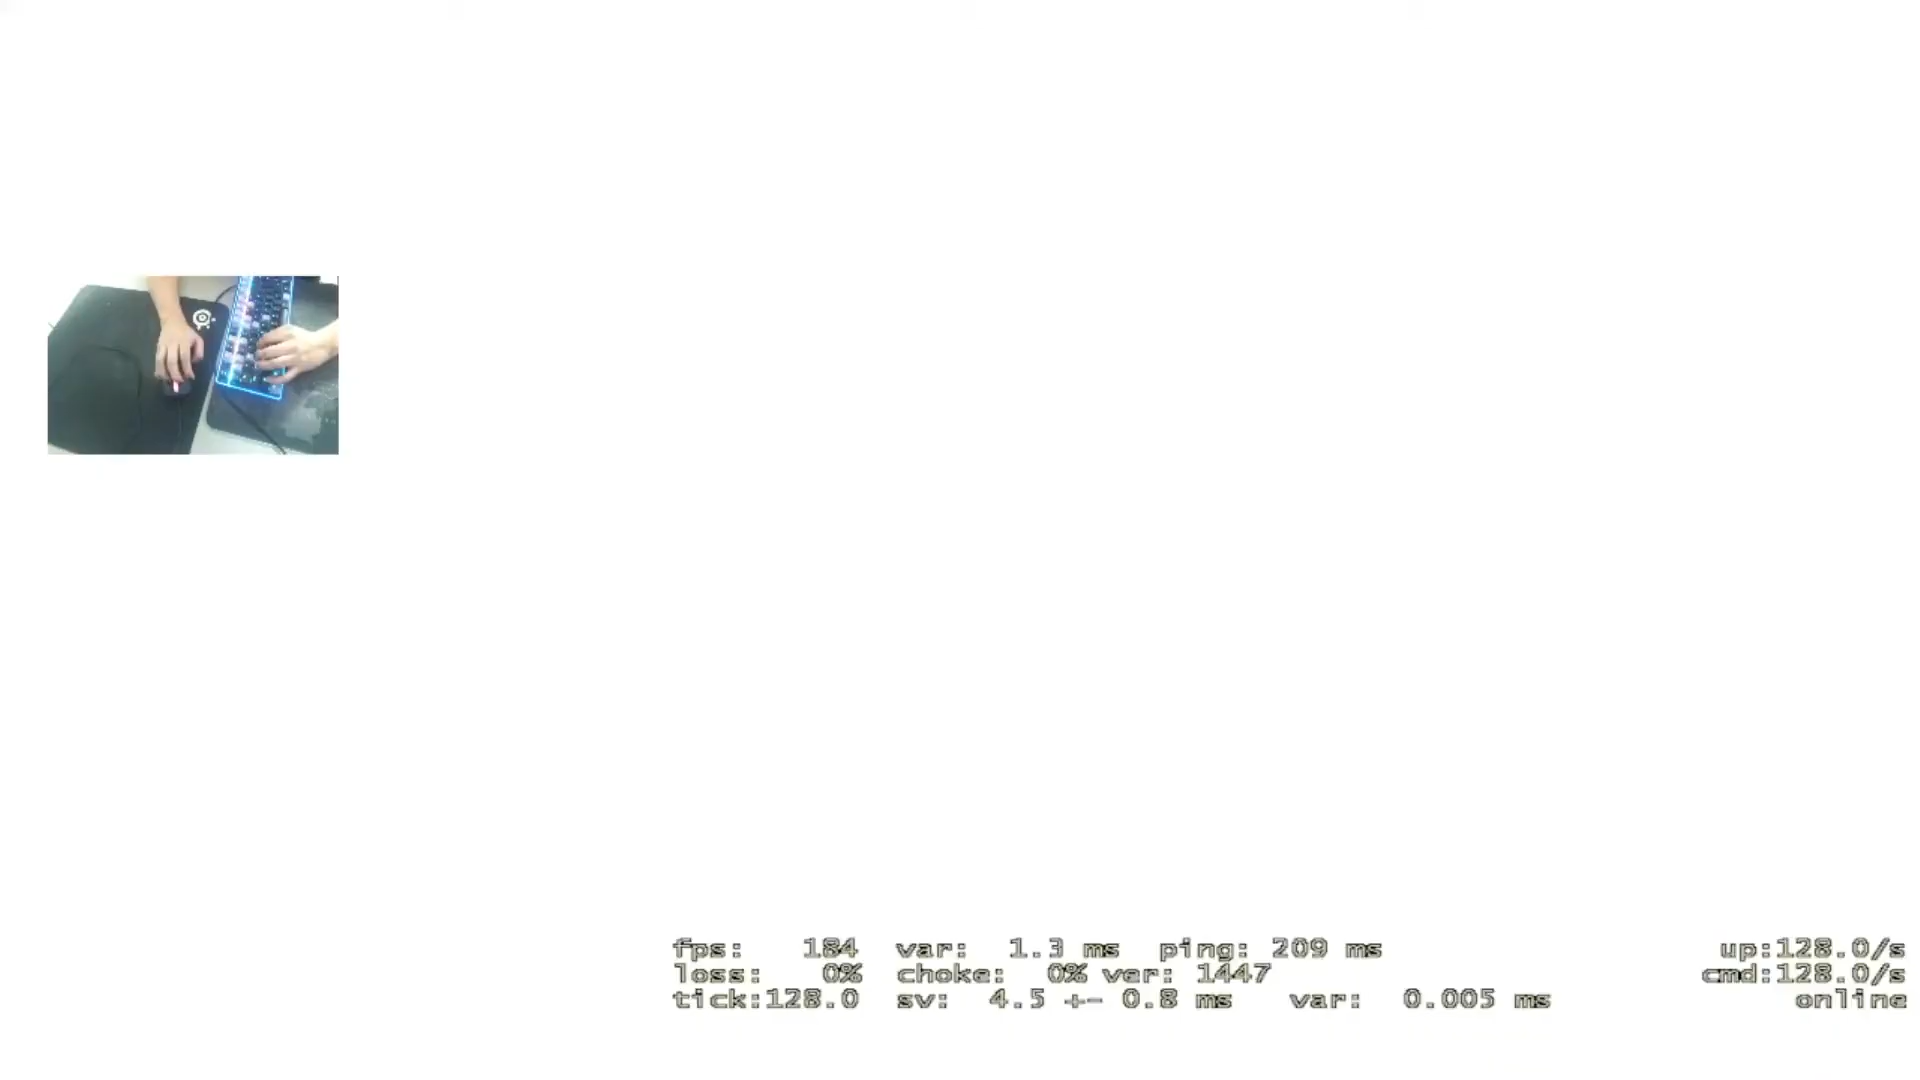 fps: 184 var: 1.3 ms ping: 209 ms up:128.0/s
loss: 0% choke: 0% ver: 1447 cmd:128.0/s
tick:128.0 sv: 4.5 +- 0.8 ms var: 0.005 ms online